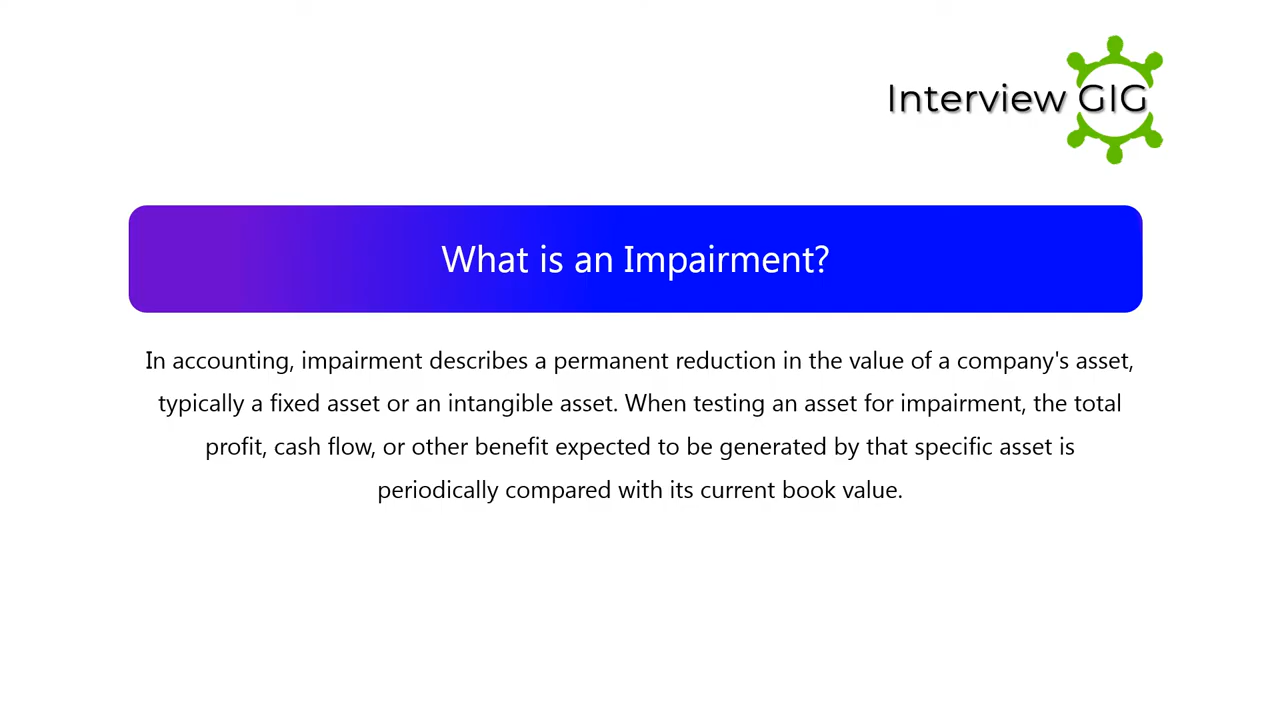 Interview GIG
What is an Impairment?
In accounting, impairment describes a permanent reduction in the value of a company's asset,
typically a fixed asset or an intangible asset. When testing an asset for impairment, the total
profit, cash flow, or other benefit expected to be generated by that specific asset is
periodically compared with its current book value.